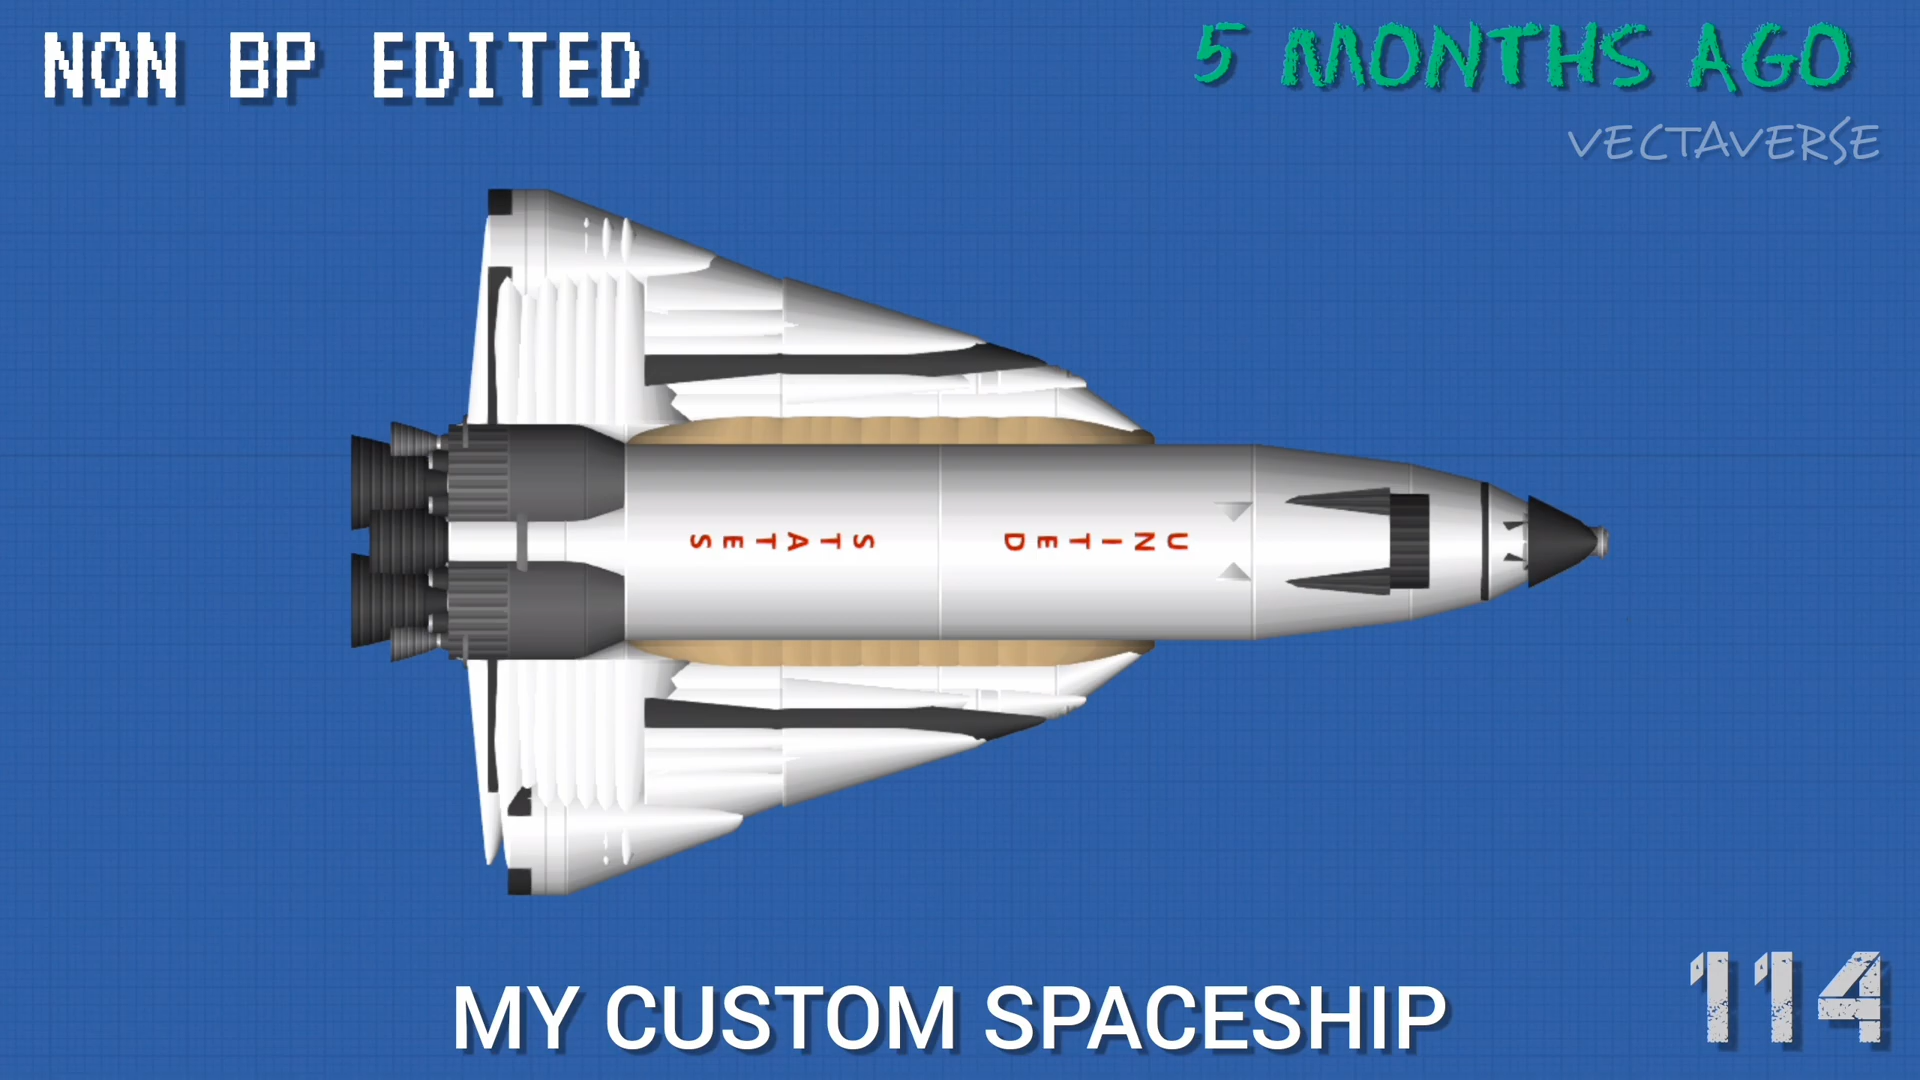 NON BP EDITED
5 MONTHS AGO
VECTAVERSE
UNITED STATES
MY CUSTOM SPACESHIP
114